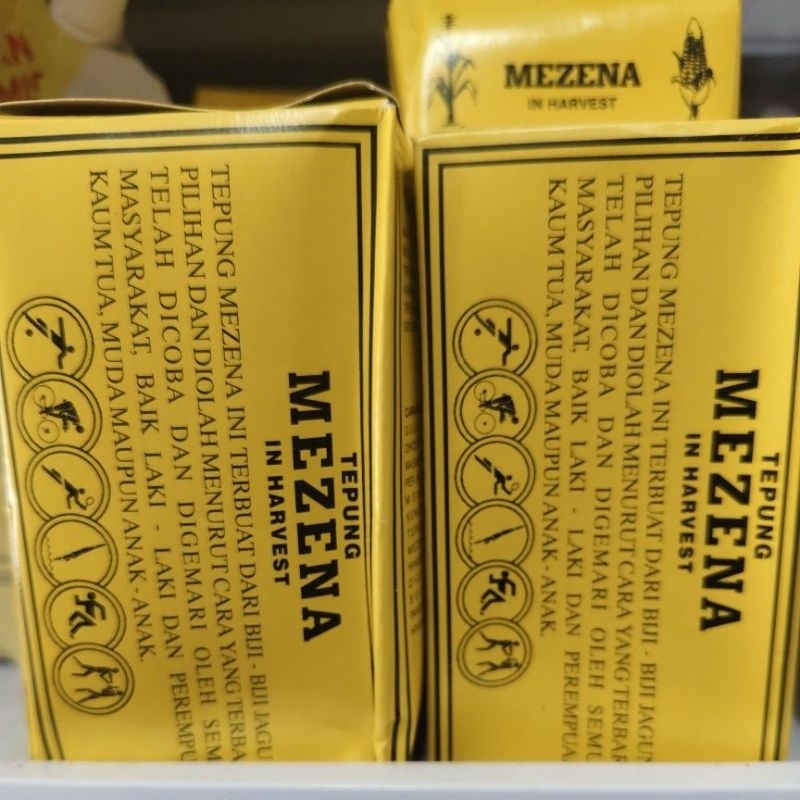 MEZENA
IN HARVEST
TEPUNG
MEZENA
IN HARVEST
TEPUNG MEZENA INI TERBUAT DARI BIJI - BIJI JAGUN
PILIHAN DAN DIOLAH MENURUT CARA YANG TERBA
TELAH DICOBA DAN DIGEMARI OLEH SEM
MASYARAKAT, BAIK LAKI - LAKI DAN PEREMPU
KAUM TUA, MUDA MAUPUN ANAK - ANAK.
TEPUNG
MEZENA
IN HARVEST
TEPUNG MEZENA INI TERBUAT DARI BIJI - BIJI JAGUN
PILIHAN DAN DIOLAH MENURUT CARA YANG TERBAR
TELAH DICOBA DAN DIGEMARI OLEH SEMU
MASYARAKAT, BAIK LAKI - LAKI DAN PEREMPUA
KAUM TUA, MUDA MAUPUN ANAK - ANAK.